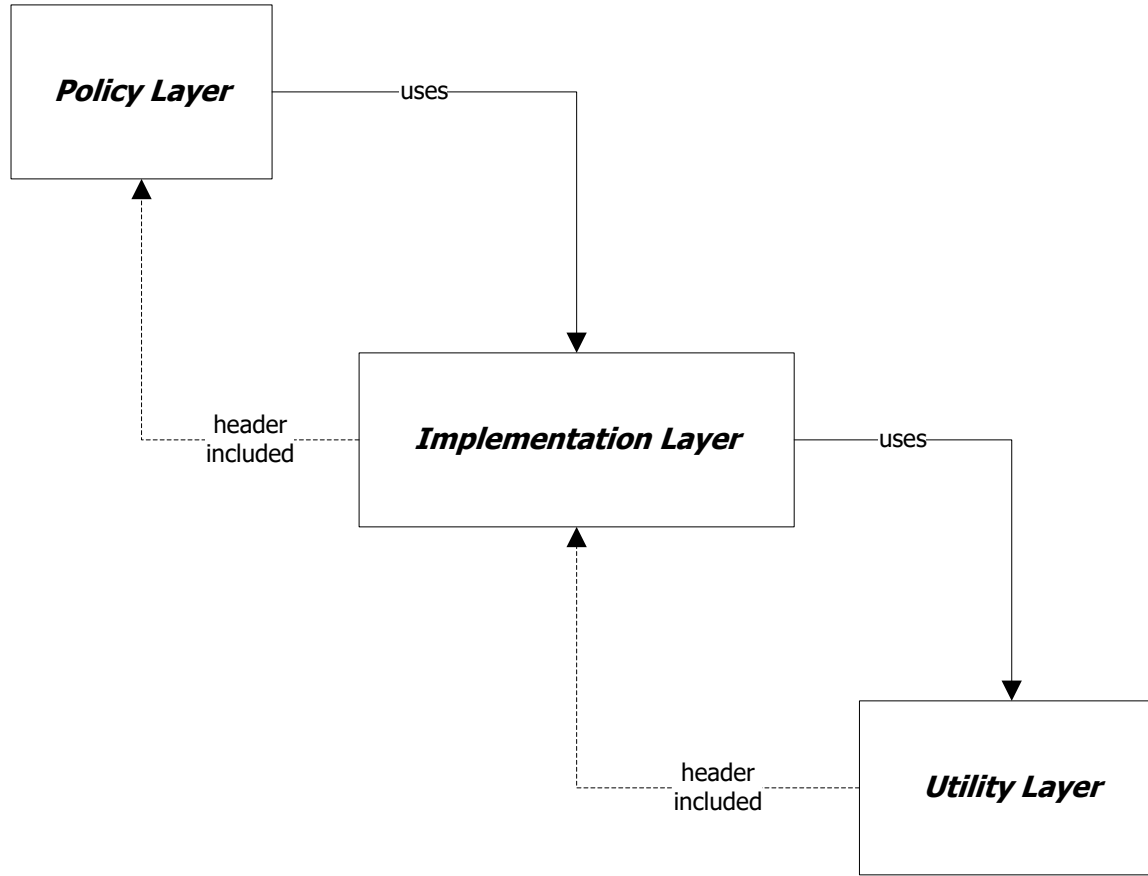 Policy Layer
uses
header
included
Implementation Layer
uses
header
included
Utility Layer